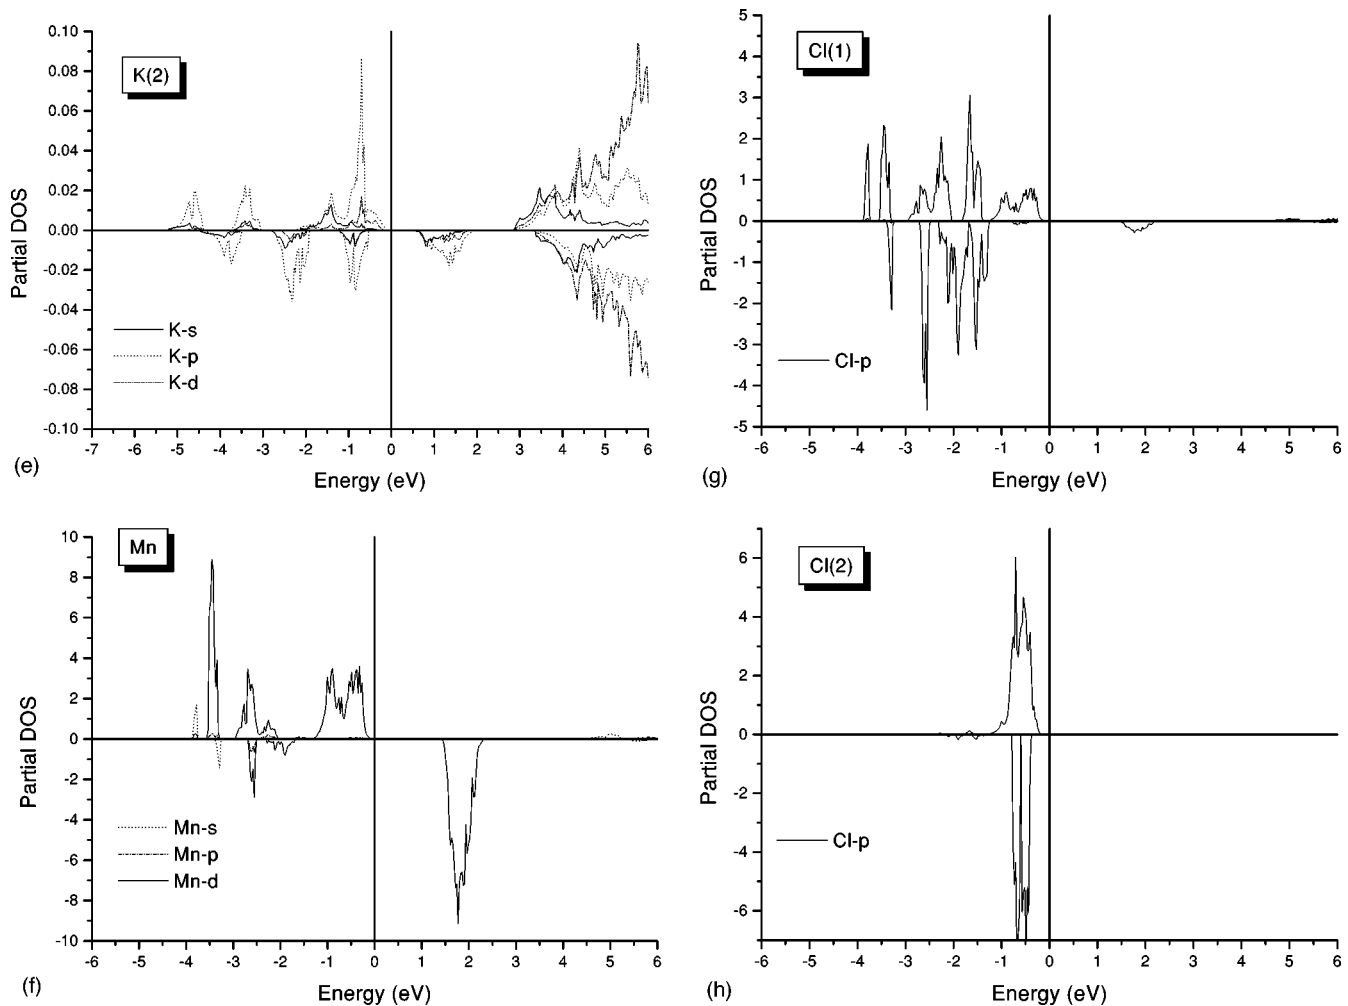 K(2)
Partial DOS
0.10
0.08
0.06
0.04
0.02
0.00
-0.02
-0.04
-0.06
-0.08
-0.10
K-s
K-p
K-d
-7 -6 -5 -4 -3 -2 -1 0 1 2 3 4 5 6
Energy (eV)
(e)
Cl(1)
Partial DOS
5
4
3
2
1
0
-1
-2
-3
-4
-5
Cl-p
-6 -5 -4 -3 -2 -1 0 1 2 3 4 5 6
Energy (eV)
(g)
Mn
Partial DOS
10
8
6
4
2
0
-2
-4
-6
-8
-10
Mn-s
Mn-p
Mn-d
-6 -5 -4 -3 -2 -1 0 1 2 3 4 5 6
Energy (eV)
(f)
Cl(2)
Partial DOS
6
4
2
0
-2
-4
-6
Cl-p
-6 -5 -4 -3 -2 -1 0 1 2 3 4 5 6
Energy (eV)
(h)